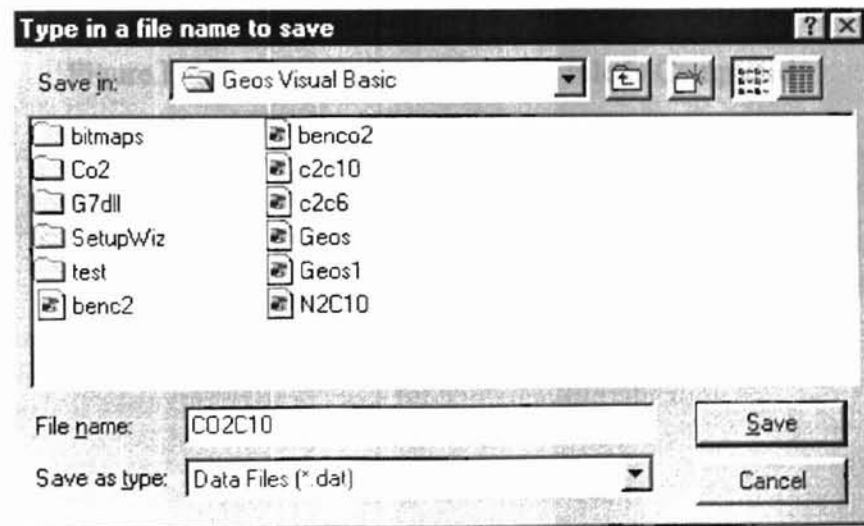 Type in a file name to save
Save in: Geos Visual Basic
bitmaps
Co2
G7dll
SetupWiz
test
benc2
benco2
c2c10
c2c6
Geos
Geos1
N2C10
File name: CO2C10 Save
Save as type: Data Files (*.dat) Cancel